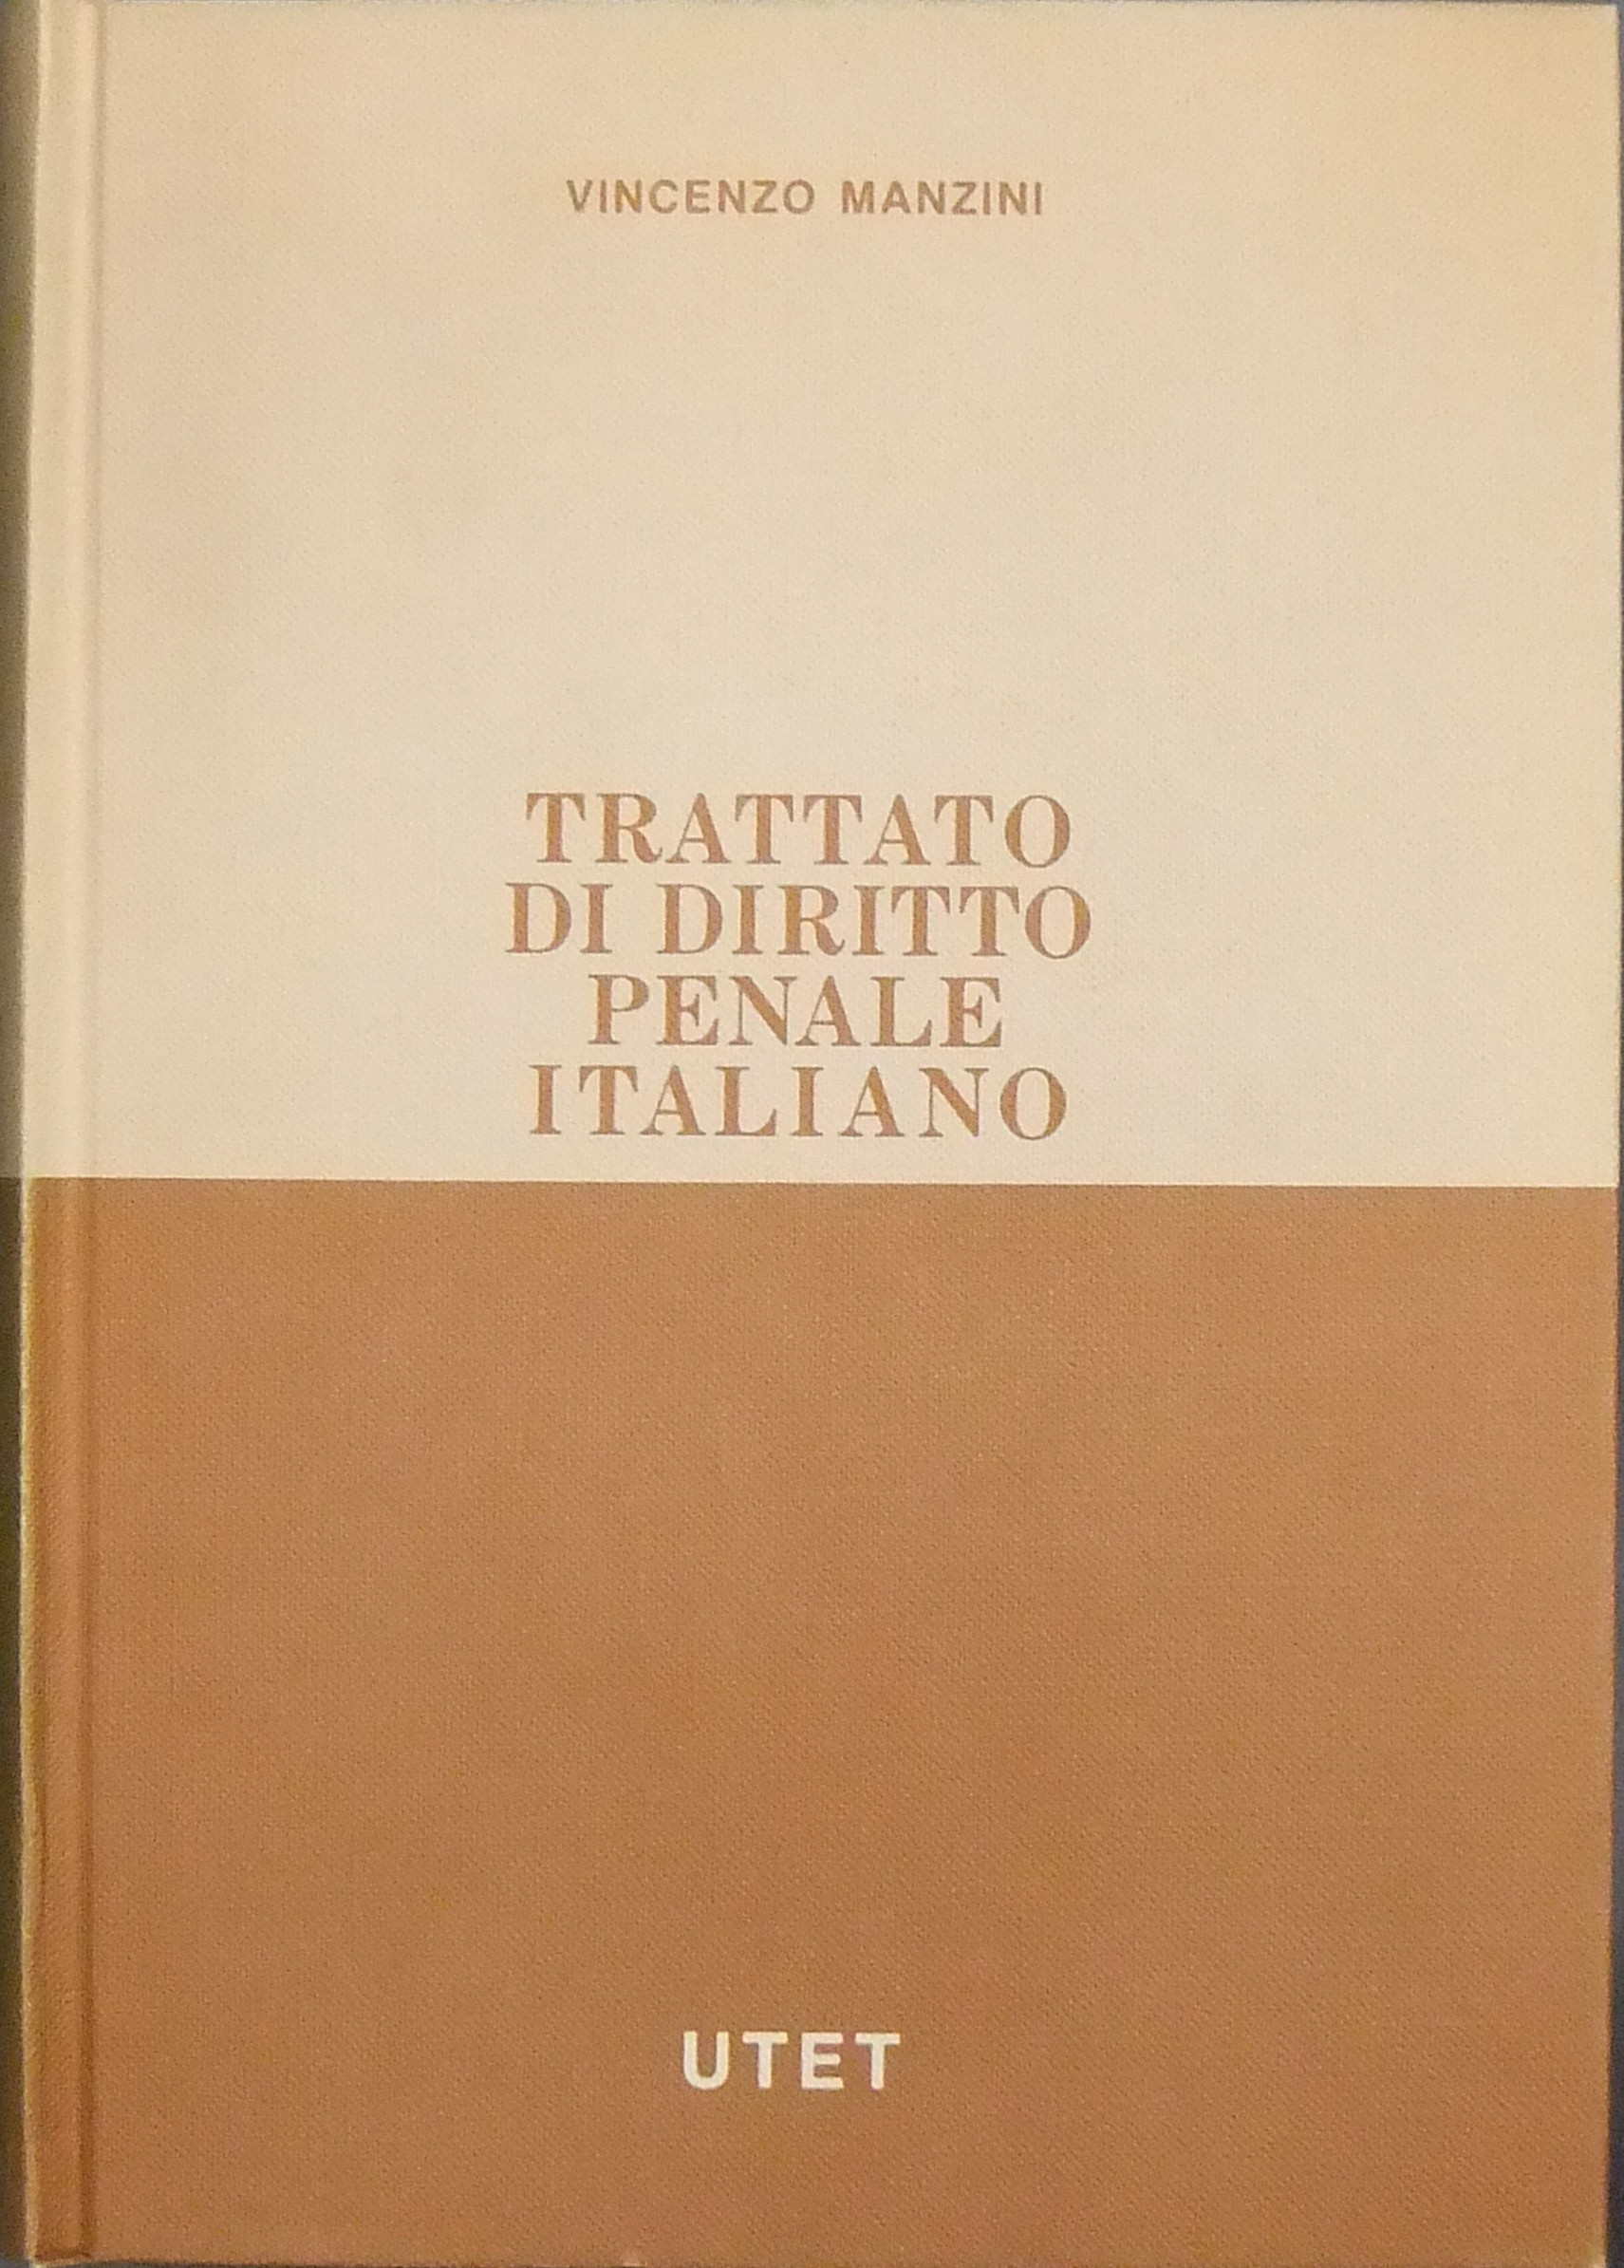 VINCENZO MANZINI
TRATTATO
DI DIRITTO
PENALE
ITALIANO
UTET